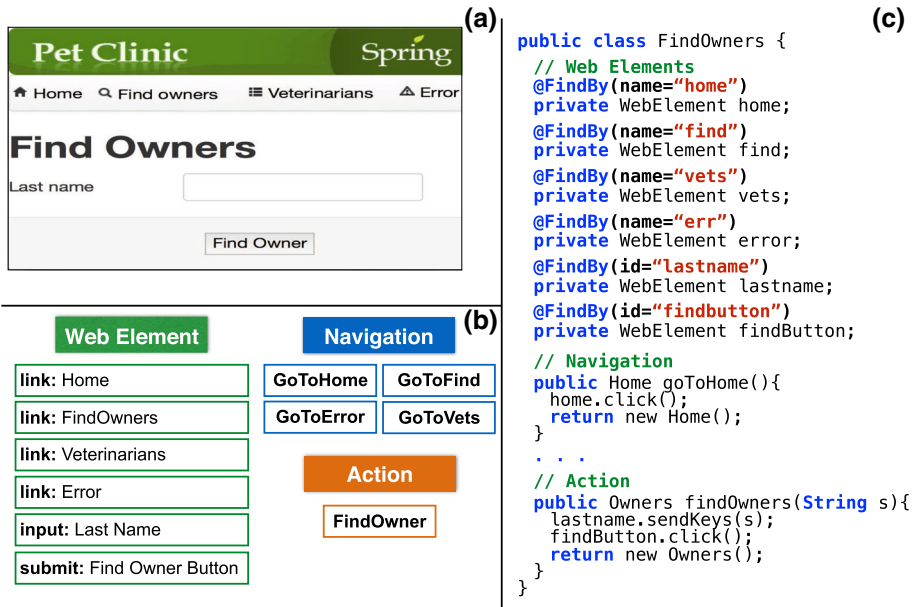 (a)
Pet Clinic
Spring
Home Find owners Veterinarians Error
Find Owners
Last name
Find Owner
(b)
Web Element
link: Home
link: FindOwners
link: Veterinarians
link: Error
input: Last Name
submit: Find Owner Button
Navigation
GoToHome GoToFind
GoToError GoToVets
Action
FindOwner
(c)
public class FindOwners {
// Web Elements
@FindBy(name=“home”)
private WebElement home;
@FindBy(name=“find”)
private WebElement find;
@FindBy(name=“vets”)
private WebElement vets;
@FindBy(name=“err”)
private WebElement error;
@FindBy(id=“lastname”)
private WebElement lastname;
@FindBy(id=“findbutton”)
private WebElement findButton;
// Navigation
public Home goToHome(){
home.click();
return new Home();
}
. . .
// Action
public Owners findOwners(String s){
lastname.sendKeys(s);
findButton.click();
return new Owners();
}
}